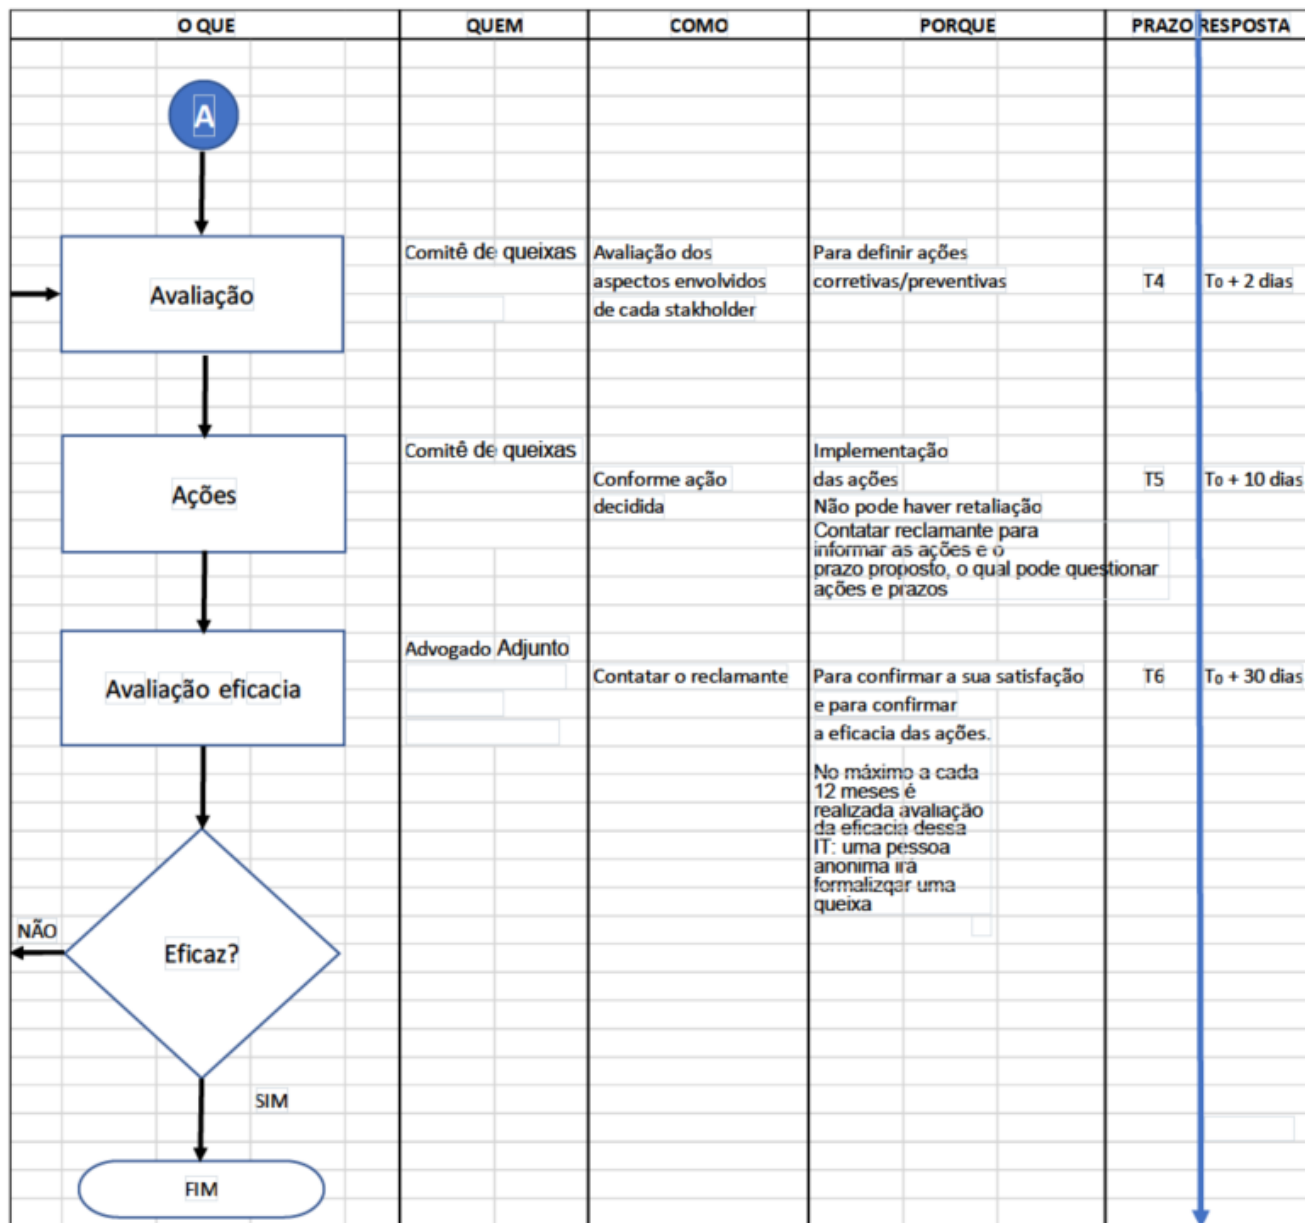 O QUE QUEM COMO PORQUE PRAZO RESPOSTA
A
Avaliação
Comitê de queixas
Avaliação dos
aspectos envolvidos
de cada stakholder
Para definir ações
corretivas/preventivas
T4
T0 + 2 dias
Ações
Comitê de queixas
Conforme ação
decidida
Implementação
das ações
Não pode haver retaliação
Contatar reclamante para
informar as ações e o
prazo proposto, o qual pode questionar
ações e prazos
T5
T0 + 10 dias
Avaliação eficacia
Advogado Adjunto
Contatar o reclamante
Para confirmar a sua satisfação
e para confirmar
a eficacia das ações.
No máximo a cada
12 meses é
realizada avaliação
da eficacia dessa
IT: uma pessoa
anonima irá
formalizqar uma
queixa
T6
T0 + 30 dias
NÃO
Eficaz?
SIM
FIM